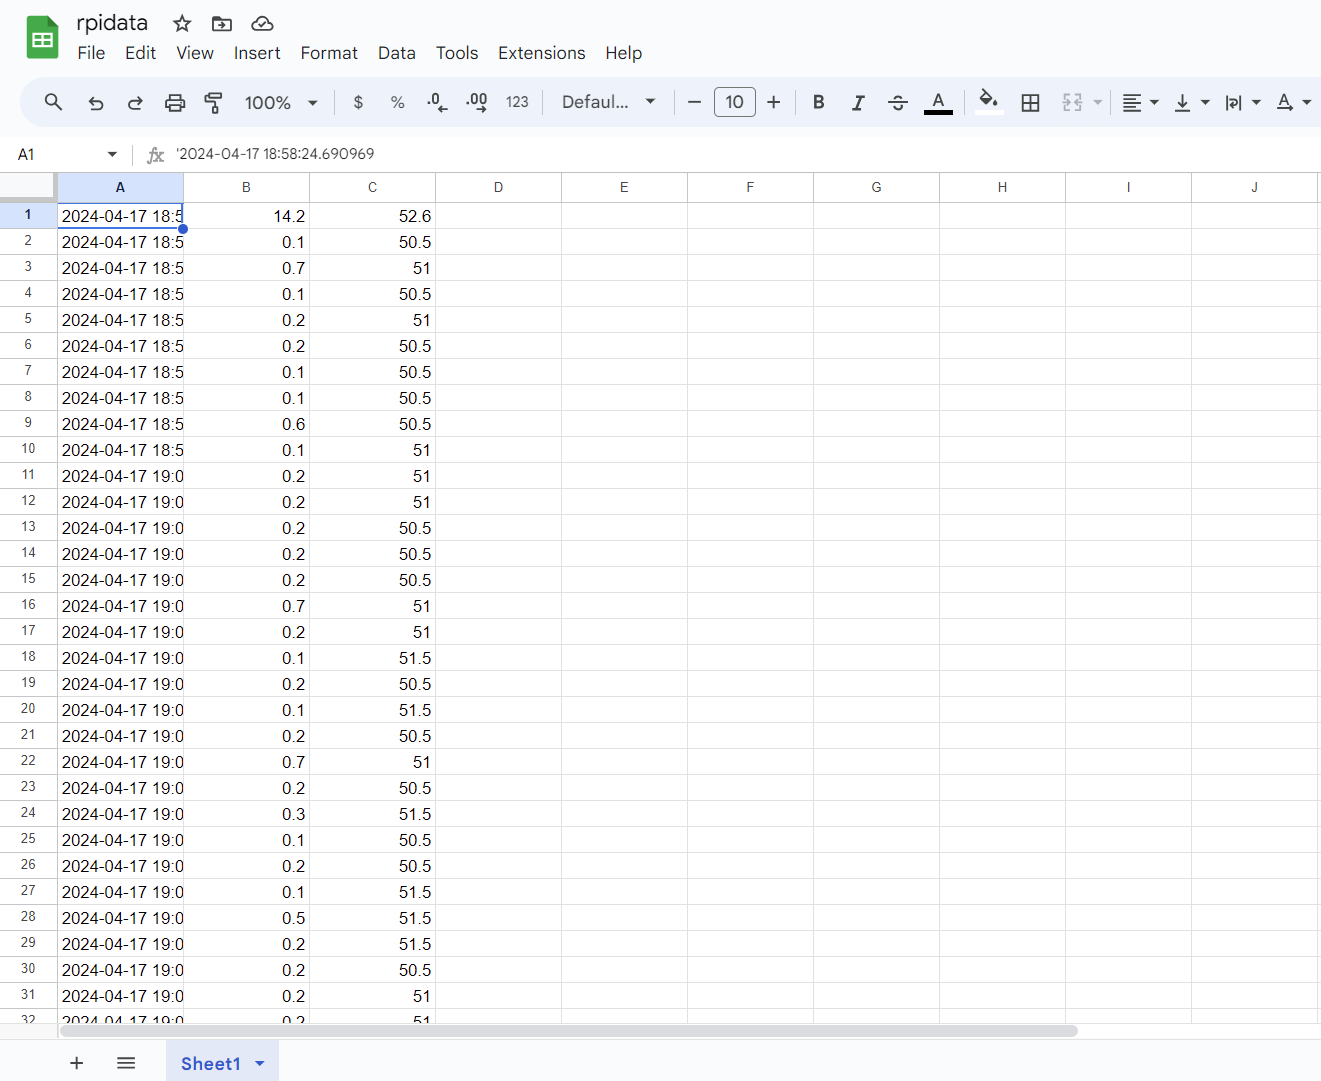 rpidata
File Edit View Insert Format Data Tools Extensions Help
100% $ % .0 .00 123 Defaul... 10 B I A A
A1 fx '2024-04-17 18:58:24.690969
A B C D E F G H I J
1 2024-04-17 18:5 14.2 52.6
2 2024-04-17 18:5 0.1 50.5
3 2024-04-17 18:5 0.7 51
4 2024-04-17 18:5 0.1 50.5
5 2024-04-17 18:5 0.2 51
6 2024-04-17 18:5 0.2 50.5
7 2024-04-17 18:5 0.1 50.5
8 2024-04-17 18:5 0.1 50.5
9 2024-04-17 18:5 0.6 50.5
10 2024-04-17 18:5 0.1 51
11 2024-04-17 19:0 0.2 51
12 2024-04-17 19:0 0.2 51
13 2024-04-17 19:0 0.2 50.5
14 2024-04-17 19:0 0.2 50.5
15 2024-04-17 19:0 0.2 50.5
16 2024-04-17 19:0 0.7 51
17 2024-04-17 19:0 0.2 51
18 2024-04-17 19:0 0.1 51.5
19 2024-04-17 19:0 0.2 50.5
20 2024-04-17 19:0 0.1 51.5
21 2024-04-17 19:0 0.2 50.5
22 2024-04-17 19:0 0.7 51
23 2024-04-17 19:0 0.2 50.5
24 2024-04-17 19:0 0.3 51.5
25 2024-04-17 19:0 0.1 50.5
26 2024-04-17 19:0 0.2 50.5
27 2024-04-17 19:0 0.1 51.5
28 2024-04-17 19:0 0.5 51.5
29 2024-04-17 19:0 0.2 51.5
30 2024-04-17 19:0 0.2 50.5
31 2024-04-17 19:0 0.2 51
32 2024-04-17 19:0 0.2 51
Sheet1